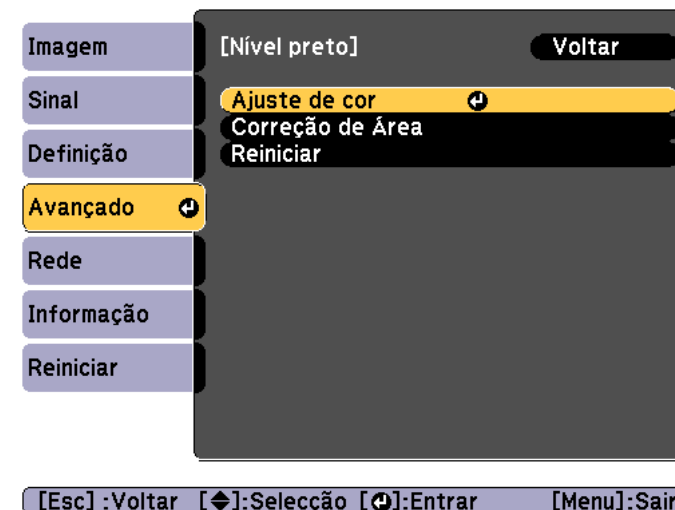 Imagem
Sinal
Definição
Avançado
Rede
Informação
Reiniciar
[Nível preto] Voltar
Ajuste de cor
Correção de Área
Reiniciar
[Esc] :Voltar [◆]:Selecção [↵]:Entrar [Menu]:Sair